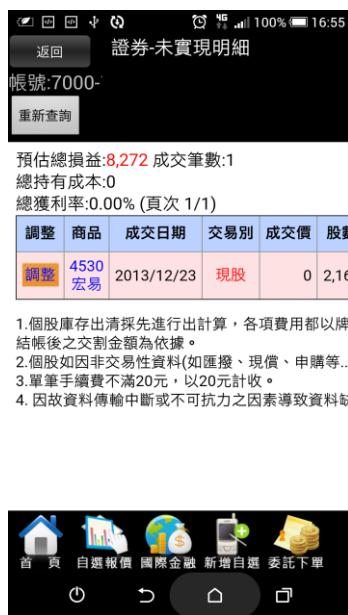 4G 100% 16:55
返回 證券-未實現明細
帳號:7000-
重新查詢
預估總損益:8,272 成交筆數:1
總持有成本:0
總獲利率:0.00% (頁次 1/1)
調整 商品 成交日期 交易別 成交價 股
調整 4530 宏易 2013/12/23 現股 0 2,16
1.個股庫存出清採先進行出計算，各項費用都以牌
結帳後之交割金額為依據。
2.個股如因非交易性資料(如匯撥、現償、申購等..
3.單筆手續費不滿20元，以20元計收。
4. 因故資料傳輸中斷或不可抗力之因素導致資料缺
首 頁 自選報價 國際金融 新增自選 委託下單